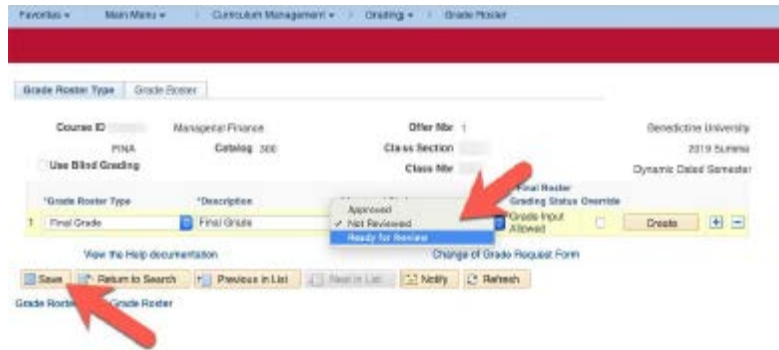 Favorites Main Menu Curriculum Management Grading Grade Roster
Grade Roster Type Grade Roster
Course ID Managerial Finance Offer Nbr 1 Benedictine University
FINA Catalog 300 Class Section 2019 Summer
Use Blind Grading Class Nbr Dynamic Dated Semester
*Grade Roster Type *Description Final Roster Grading Status Override
Approved
1 Final Grade Final Grade Not Reviewed Grade Input Allowed Create
Ready for Review
View the Help documentation Change of Grade Request Form
Save Return to Search Previous in List Next in List Notify Refresh
Grade Roster